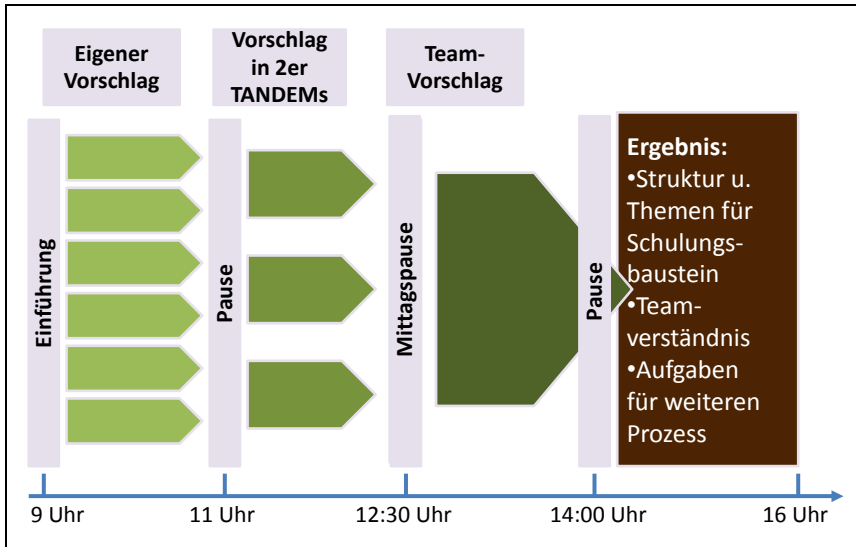 Eigener
Vorschlag
Vorschlag
in 2er
TANDEMs
Team-
Vorschlag
Einführung
Pause
Mittagspause
Pause
Ergebnis:
•Struktur u.
Themen für
Schulungs-
baustein
•Team-
verständnis
•Aufgaben
für weiteren
Prozess
9 Uhr
11 Uhr
12:30 Uhr
14:00 Uhr
16 Uhr